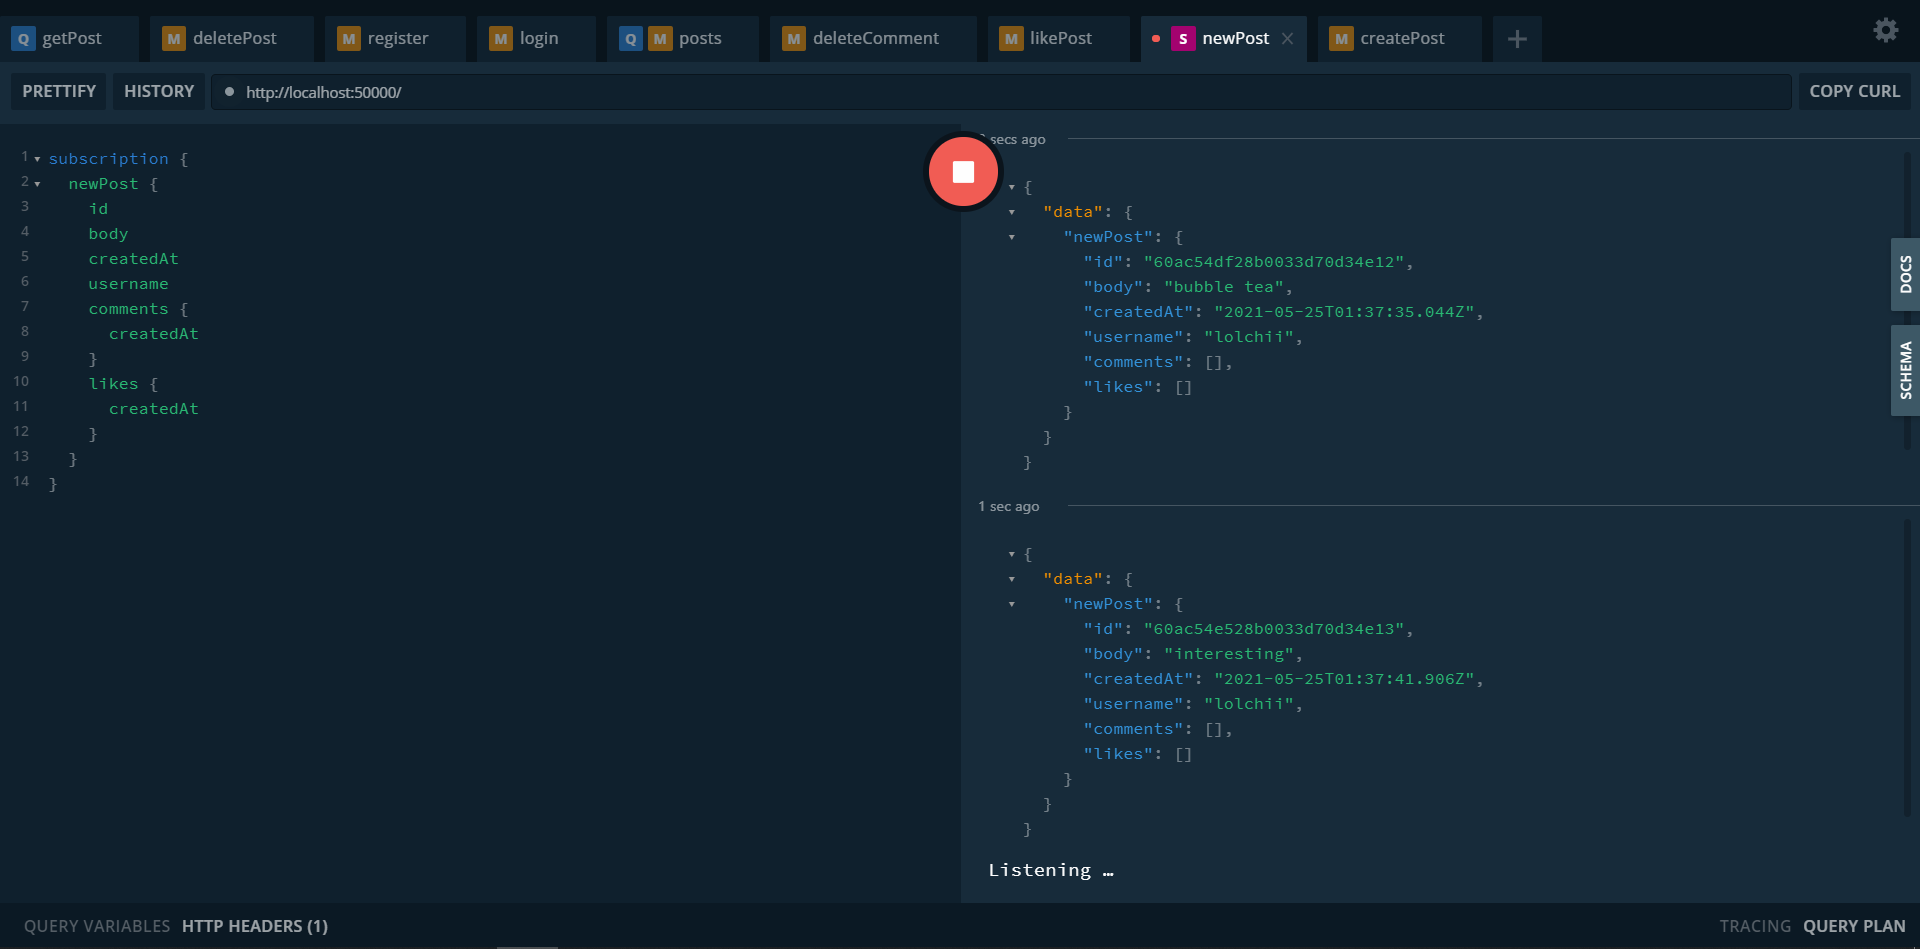 Q getPost M deletePost M register M login Q M posts M deleteComment M likePost S newPost × M createPost +
PRETTIFY HISTORY http://localhost:50000/ COPY CURL
1 subscription {
2 newPost {
3 id
4 body
5 createdAt
6 username
7 comments {
8 createdAt
9 }
10 likes {
11 createdAt
12 }
13 }
14 }
secs ago
{
"data": {
"newPost": {
"id": "60ac54df28b0033d70d34e12",
"body": "bubble tea",
"createdAt": "2021-05-25T01:37:35.044Z",
"username": "lolchii",
"comments": [],
"likes": []
}
}
}
1 sec ago
{
"data": {
"newPost": {
"id": "60ac54e528b0033d70d34e13",
"body": "interesting",
"createdAt": "2021-05-25T01:37:41.906Z",
"username": "lolchii",
"comments": [],
"likes": []
}
}
}
Listening …
DOCS
SCHEMA
QUERY VARIABLES HTTP HEADERS (1) TRACING QUERY PLAN